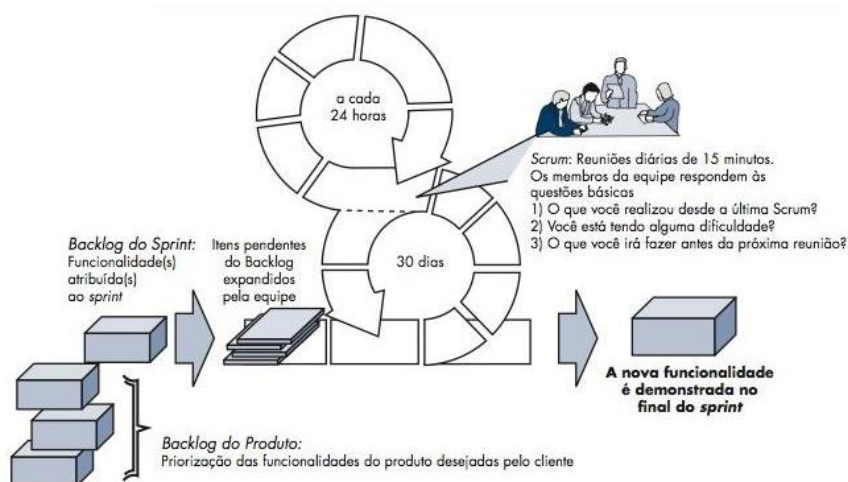 a cada
24 horas
Scrum: Reuniões diárias de 15 minutos.
Os membros da equipe respondem às
questões básicas
1) O que você realizou desde a última Scrum?
2) Você está tendo alguma dificuldade?
3) O que você irá fazer antes da próxima reunião?
Backlog do Sprint:
Funcionalidade(s)
atribuída(s)
ao sprint
Itens pendentes
do Backlog
expandidos
pela equipe
30 dias
A nova funcionalidade
é demonstrada no
final do sprint
Backlog do Produto:
Priorização das funcionalidades do produto desejadas pelo cliente